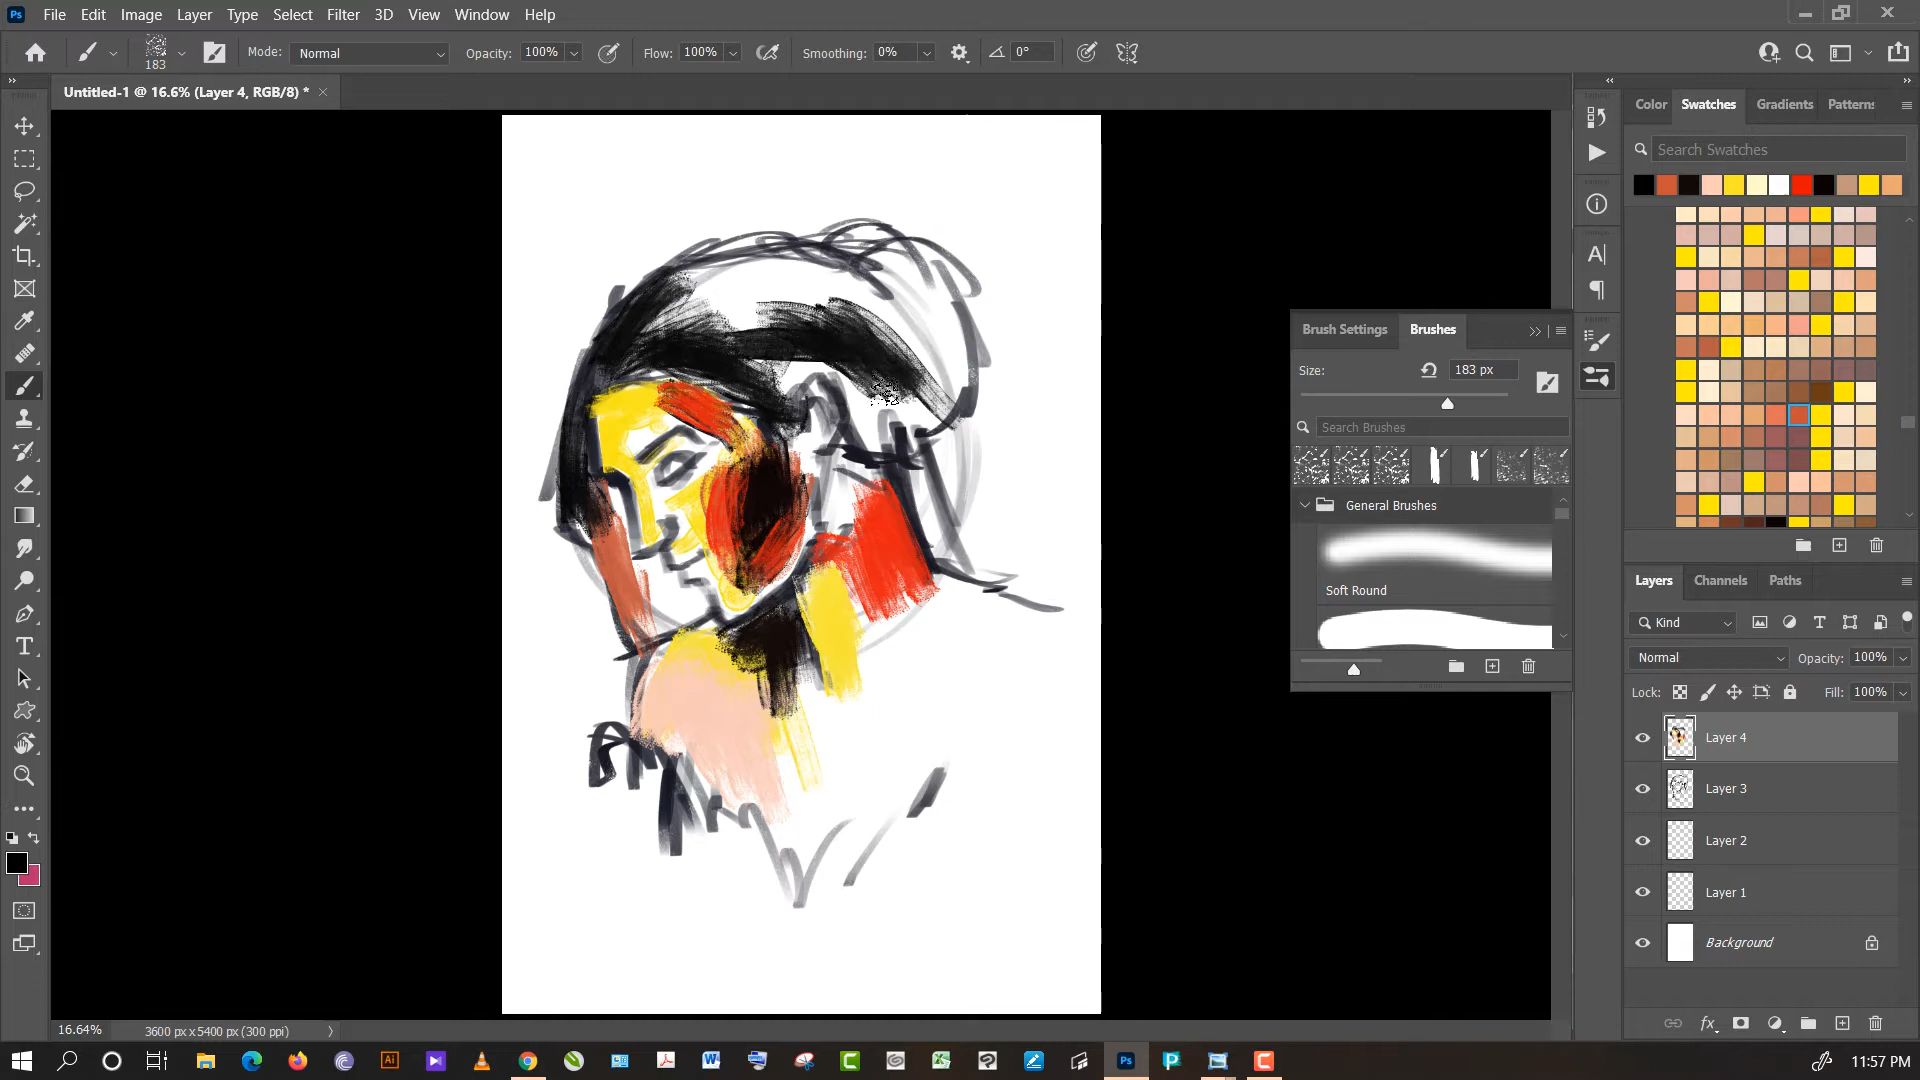 Ps File Edit Image Layer Type Select Filter 3D View Window Help
183 Mode: Normal Opacity: 100% Flow: 100% Smoothing: 0% 0°
Untitled-1 @ 16.6% (Layer 4, RGB/8) *
Color Swatches Gradients Patterns
Search Swatches
Brush Settings Brushes
Size: 183 px
Search Brushes
General Brushes
Soft Round
Layers Channels Paths
Kind
Normal Opacity: 100%
Lock: Fill: 100%
Layer 4
Layer 3
Layer 2
Layer 1
Background
16.64% 3600 px x 5400 px (300 ppi)
11:57 PM